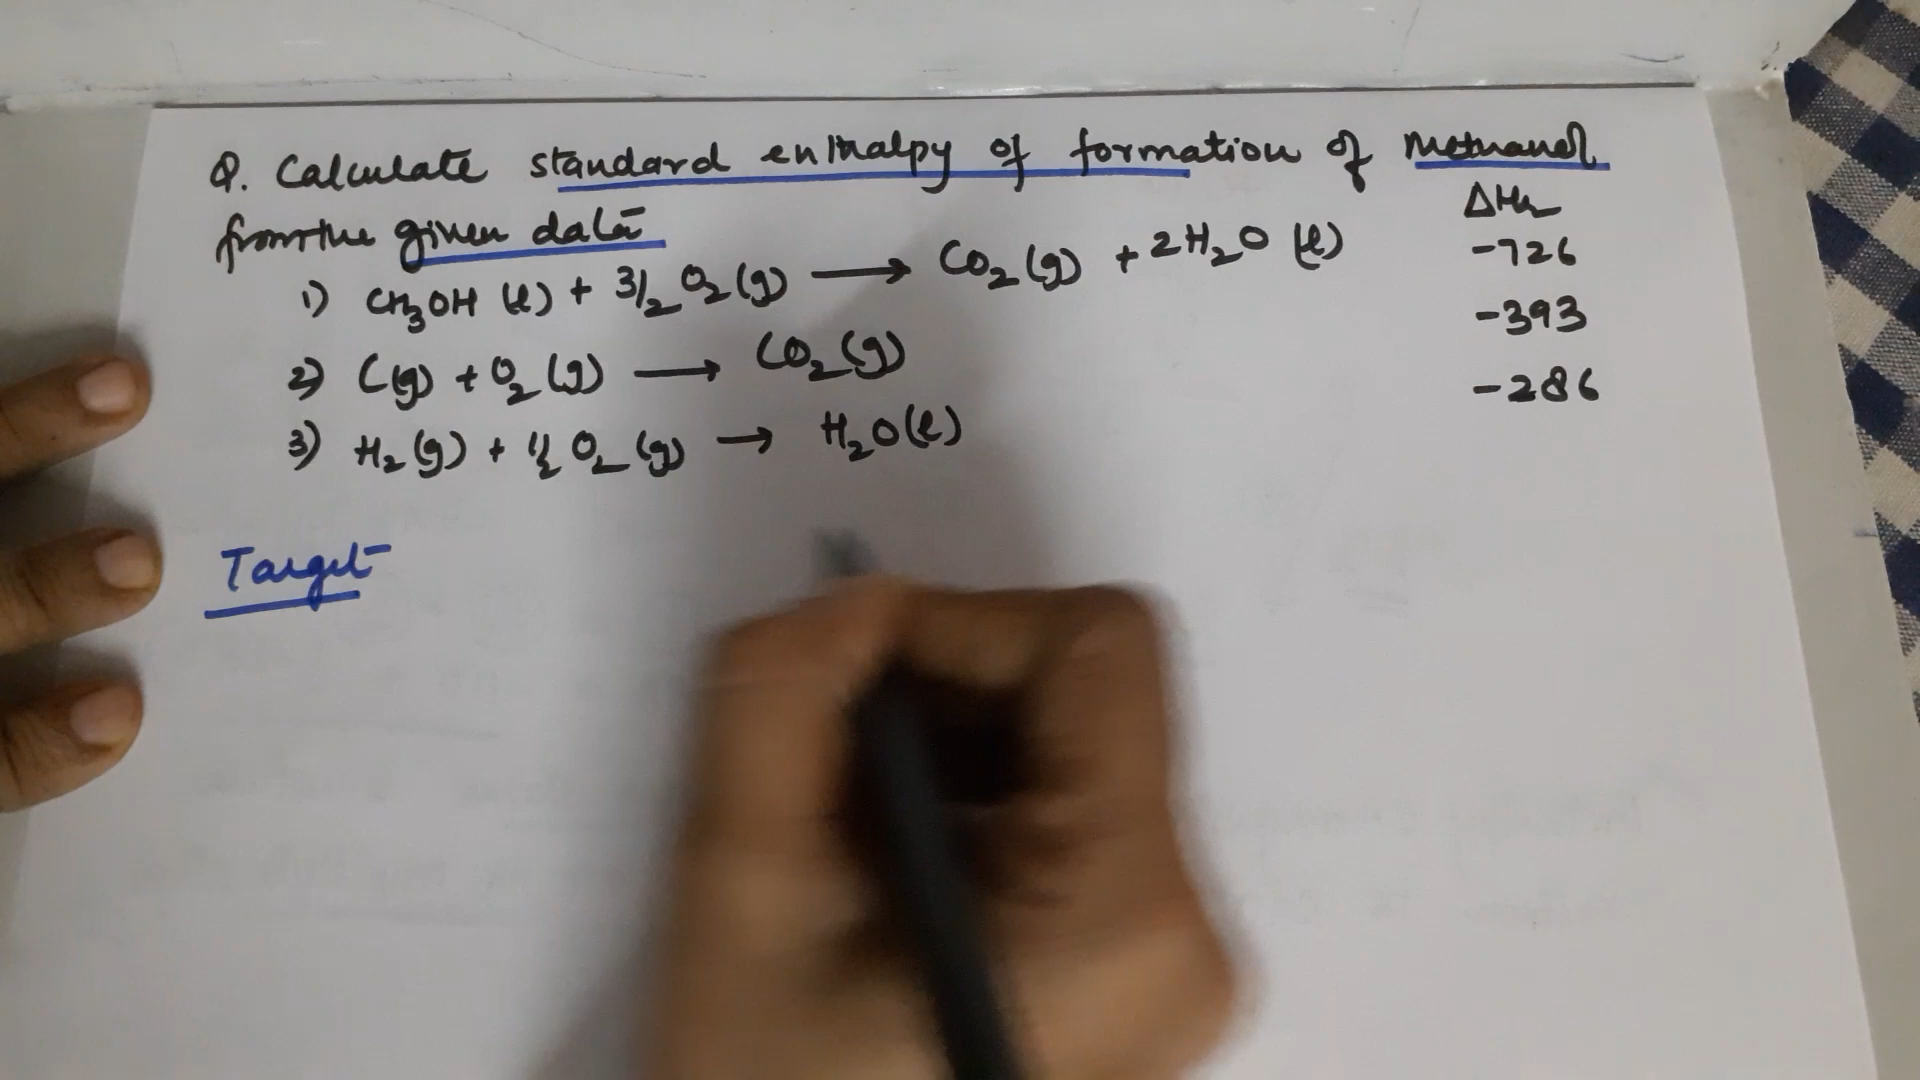 Q. Calculate standard enthalpy of formation of Methanol
from the given data
ΔHr
1) CH3OH (l) + 3/2 O2 (g) ⟶ CO2 (g) + 2H2O (l) -726
2) C(g) + O2 (g) ⟶ CO2 (g) -393
3) H2 (g) + 1/2 O2 (g) → H2O(l) -286
Target